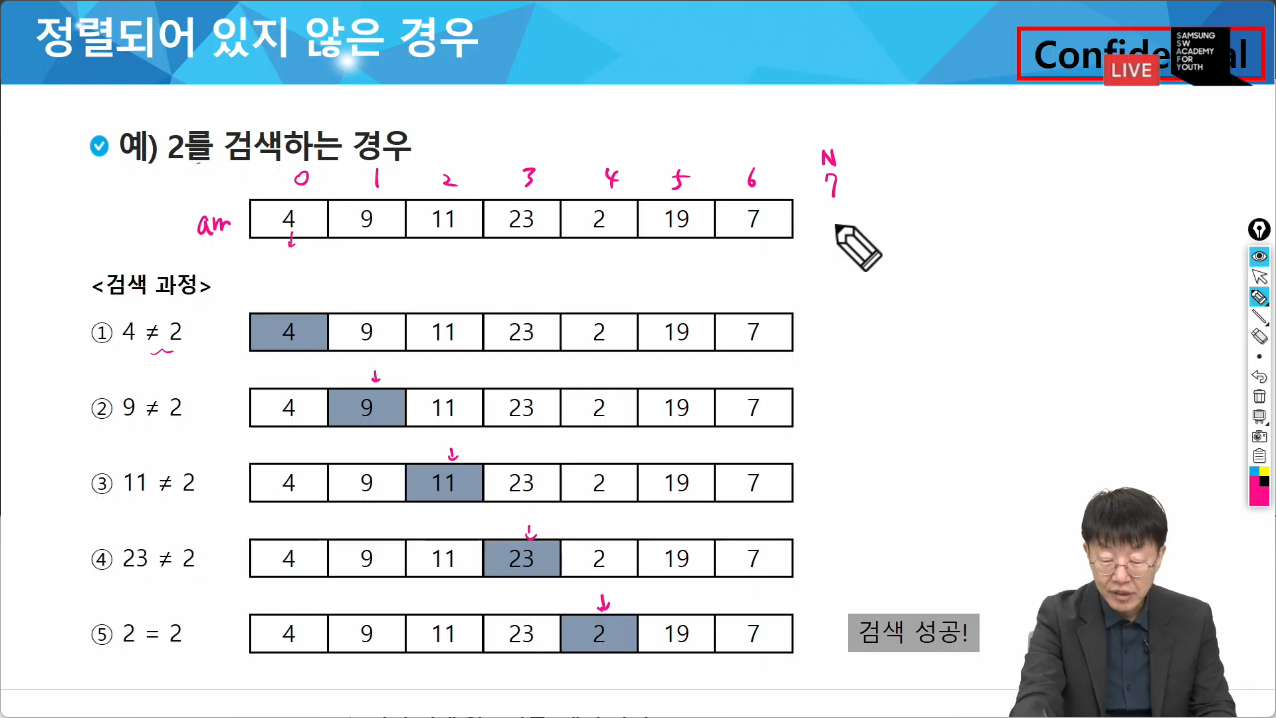 정렬되어 있지 않은 경우
SAMSUNG
SW
ACADEMY
FOR
YOUTH
LIVE
예) 2를 검색하는 경우
N
0 1 2 3 4 5 6 7
4 9 11 23 2 19 7
<검색 과정>
① 4 ≠ 2 4 9 11 23 2 19 7
② 9 ≠ 2 4 9 11 23 2 19 7
③ 11 ≠ 2 4 9 11 23 2 19 7
④ 23 ≠ 2 4 9 11 23 2 19 7
⑤ 2 = 2 4 9 11 23 2 19 7 검색 성공!